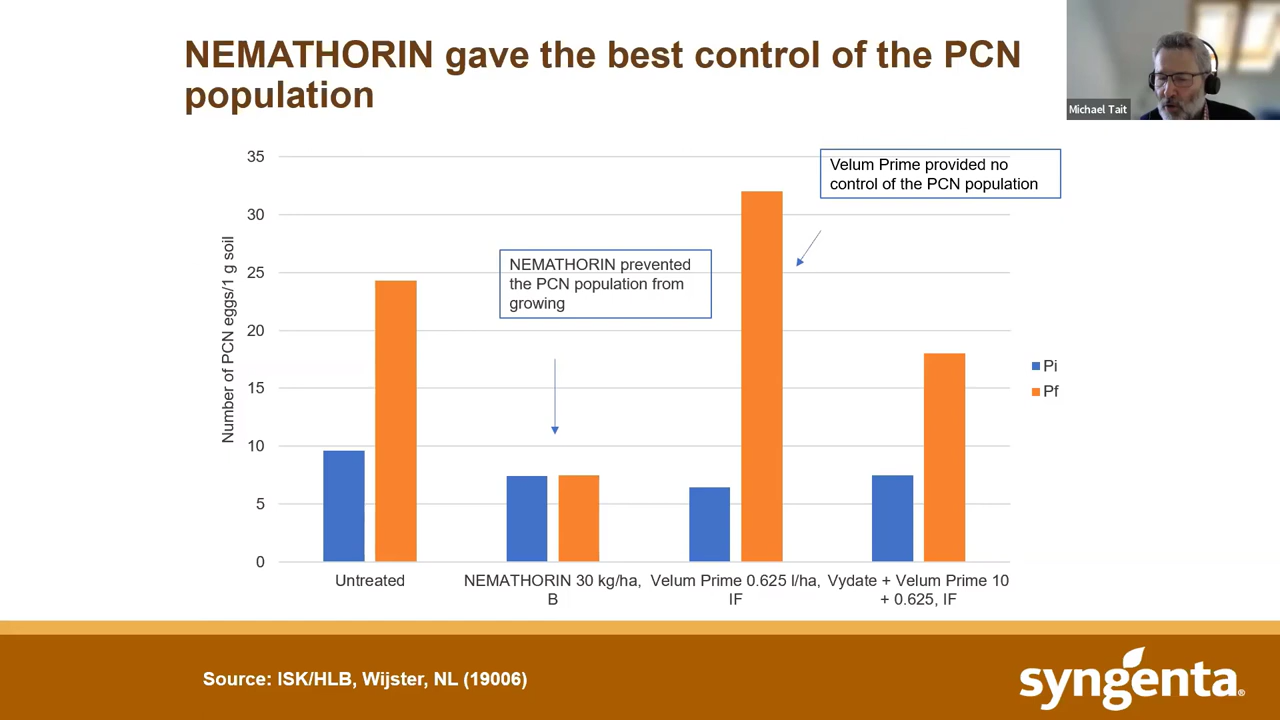 NEMATHORIN gave the best control of the PCN
population
Michael Tait
Velum Prime provided no
control of the PCN population
NEMATHORIN prevented
the PCN population from
growing
Number of PCN eggs/1 g soil
35
30
25
20
15
10
5
0
Pi
Pf
Untreated
NEMATHORIN 30 kg/ha,
B
Velum Prime 0.625 l/ha,
IF
Vydate + Velum Prime 10
+ 0.625, IF
Source: ISK/HLB, Wijster, NL (19006)
syngenta®